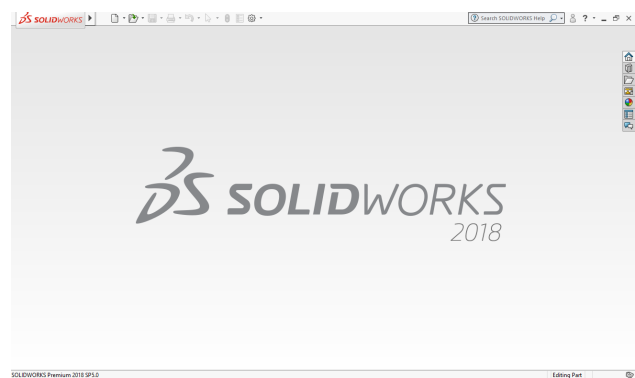 SOLIDWORKS
Search SOLIDWORKS Help
?
SOLIDWORKS
2018
SOLIDWORKS Premium 2018 SP5.0
Editing Part